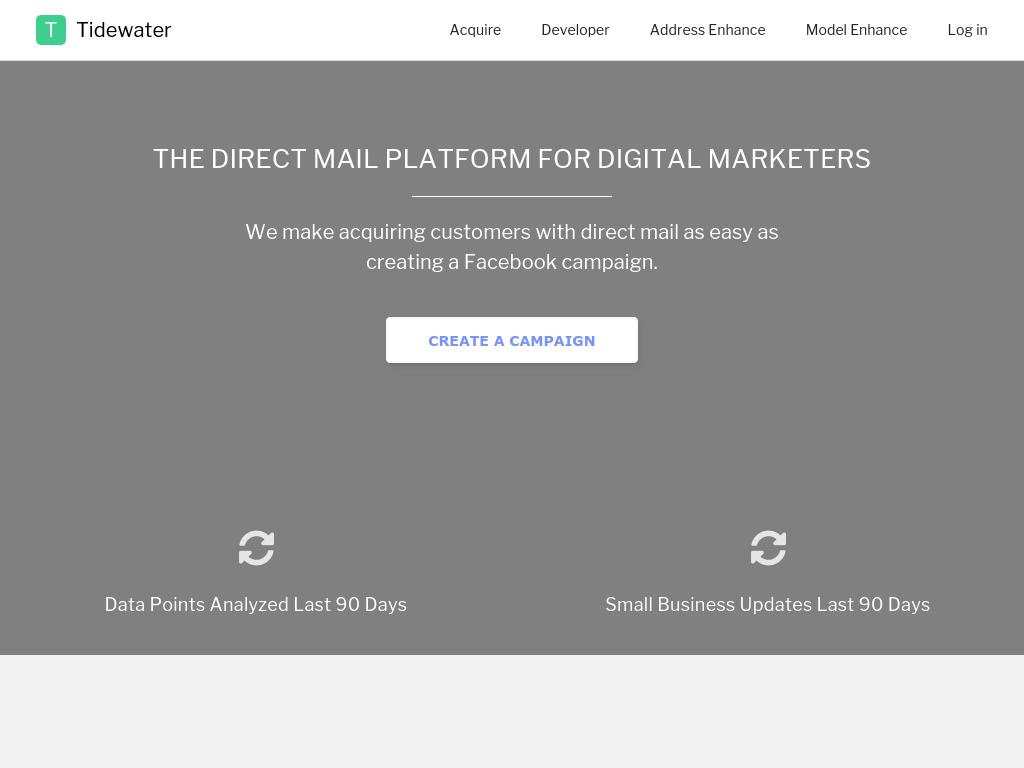 T Tidewater
Acquire
Developer
Address Enhance
Model Enhance
Log in
THE DIRECT MAIL PLATFORM FOR DIGITAL MARKETERS
We make acquiring customers with direct mail as easy as
creating a Facebook campaign.
CREATE A CAMPAIGN
Data Points Analyzed Last 90 Days
Small Business Updates Last 90 Days